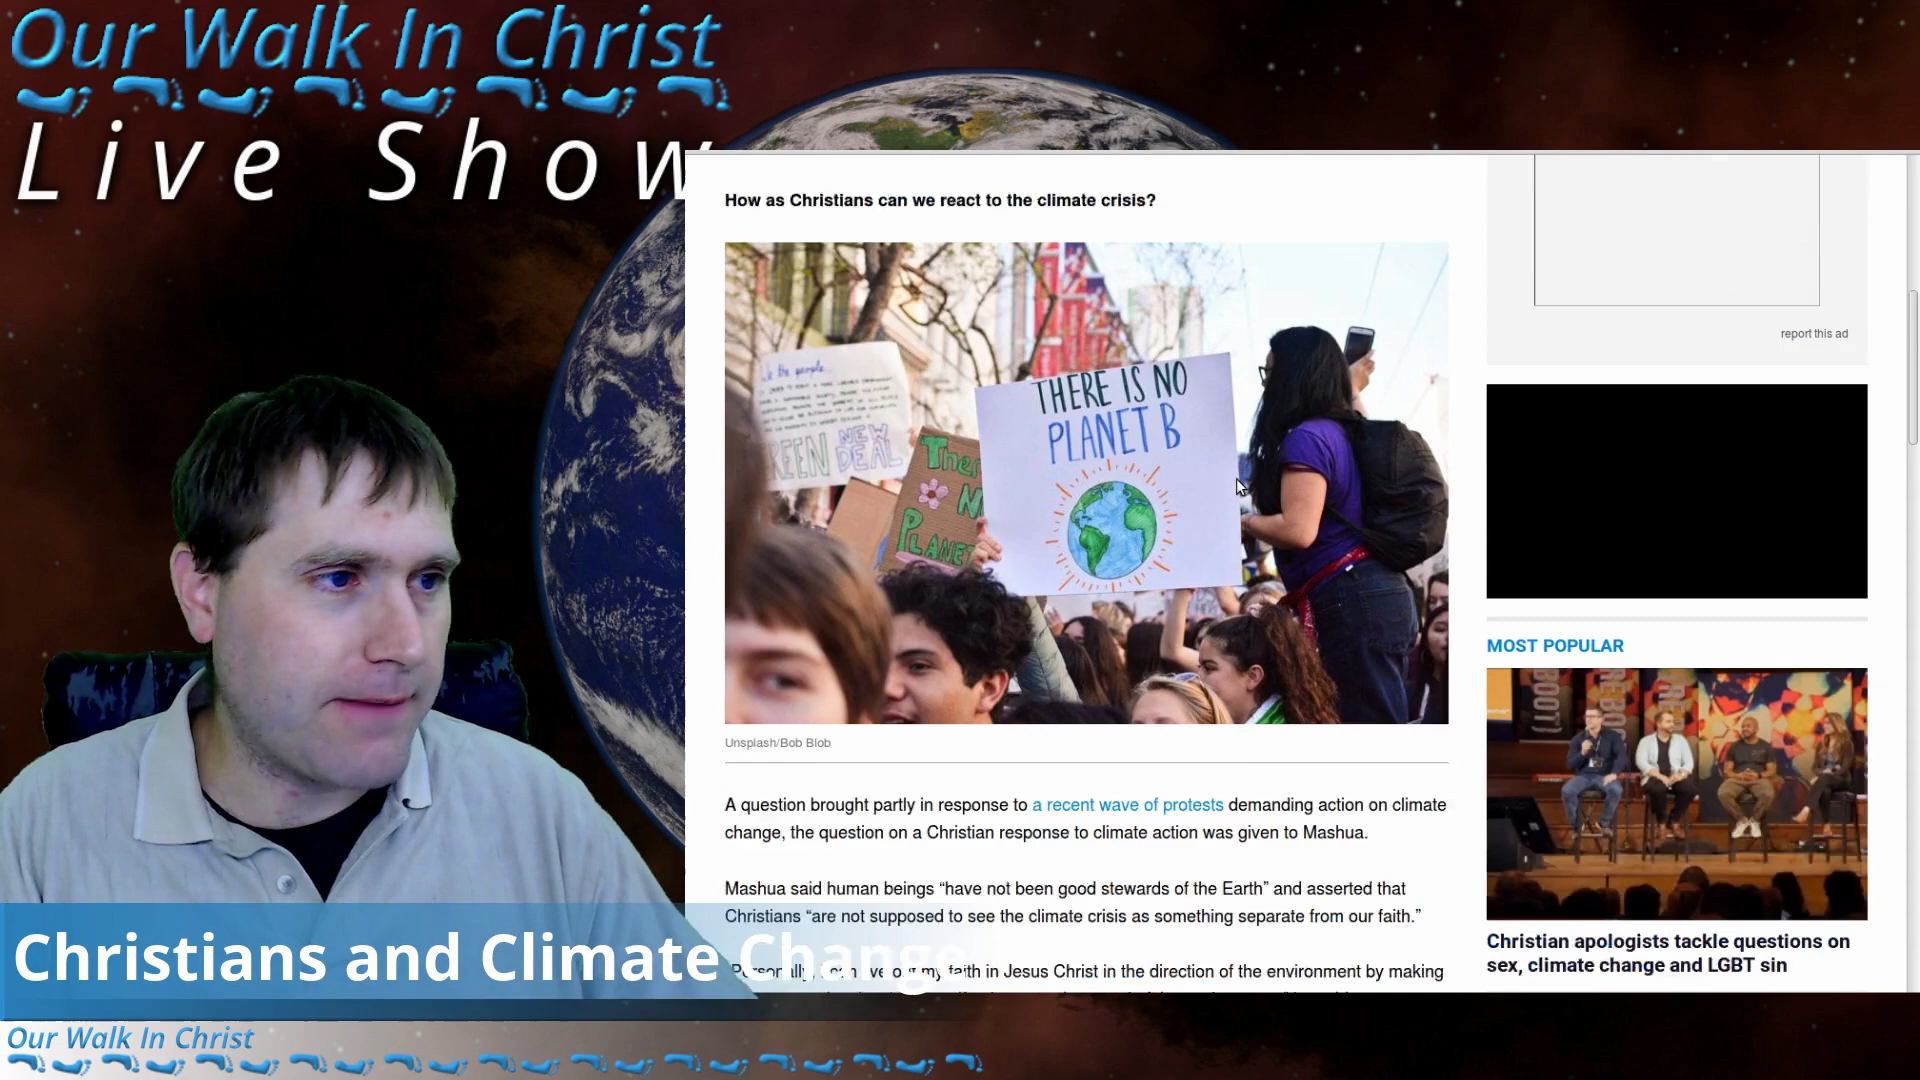 Our Walk In Christ
Live Show
How as Christians can we react to the climate crisis?
We the people
GREEN NEW
DEAL
THERE IS NO
PLANET B
PLANET
report this ad
MOST POPULAR
Unsplash/Bob Blob
A question brought partly in response to a recent wave of protests demanding action on climate
change, the question on a Christian response to climate action was given to Mashua.
Mashua said human beings “have not been good stewards of the Earth” and asserted that
Christians “are not supposed to see the climate crisis as something separate from our faith.”
my faith in Jesus Christ in the direction of the environment by making
Christian apologists tackle questions on
sex, climate change and LGBT sin
Christians and Climate Change
Our Walk In Christ